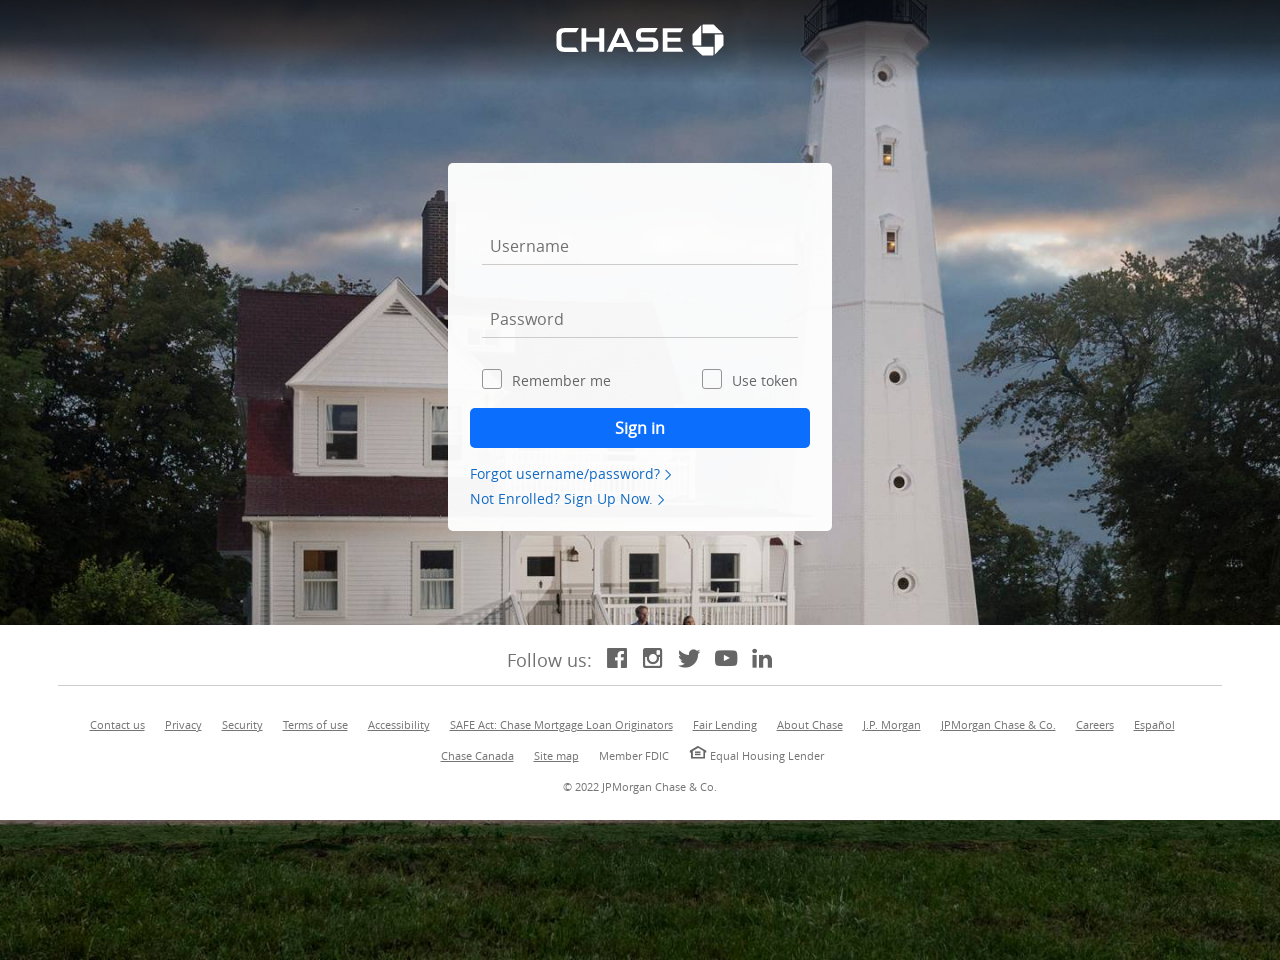 CHASE
Username
Password
Remember me Use token
Sign in
Forgot username/password?
Not Enrolled? Sign Up Now.
Follow us:
Contact us Privacy Security Terms of use Accessibility SAFE Act: Chase Mortgage Loan Originators Fair Lending About Chase J.P. Morgan JPMorgan Chase & Co. Careers Español
Chase Canada Site map Member FDIC Equal Housing Lender
© 2022 JPMorgan Chase & Co.